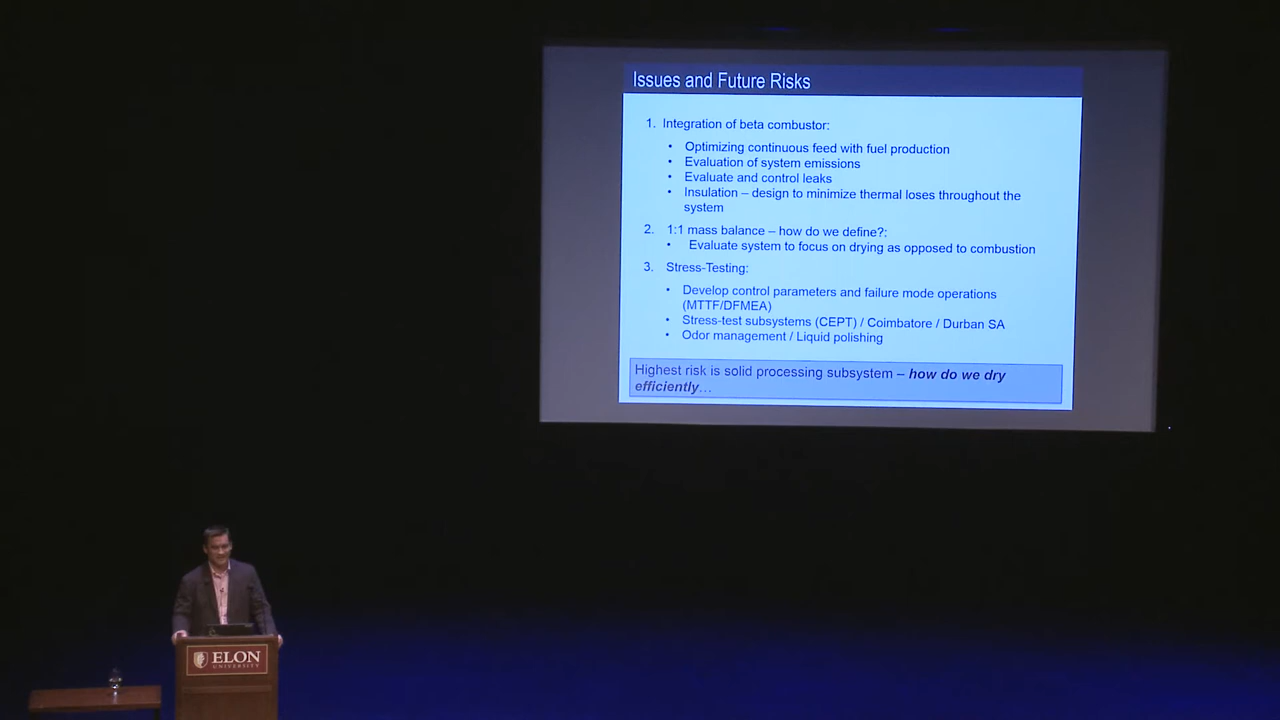 Issues and Future Risks
1. Integration of beta combustor:
• Optimizing continuous feed with fuel production
• Evaluation of system emissions
• Evaluate and control leaks
• Insulation – design to minimize thermal loses throughout the
system
2. 1:1 mass balance – how do we define?:
• Evaluate system to focus on drying as opposed to combustion
3. Stress-Testing:
• Develop control parameters and failure mode operations
(MTTF/DFMEA)
• Stress-test subsystems (CEPT) / Coimbatore / Durban SA
• Odor management / Liquid polishing
Highest risk is solid processing subsystem – how do we dry
efficiently…
ELON
UNIVERSITY